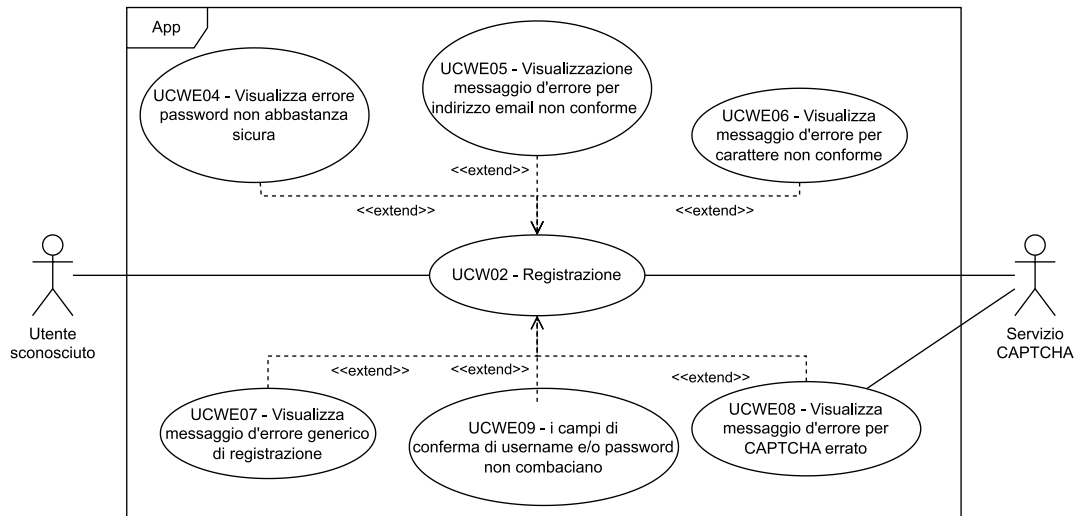 App
UCWE04 - Visualizza errore
password non abbastanza
sicura
UCWE05 - Visualizzazione
messaggio d'errore per
indirizzo email non conforme
UCWE06 - Visualizza
messaggio d'errore per
carattere non conforme
<<extend>>
<<extend>>
<<extend>>
UCW02 - Registrazione
Utente
sconosciuto
Servizio
CAPTCHA
<<extend>>
<<extend>>
<<extend>>
UCWE07 - Visualizza
messaggio d'errore generico
di registrazione
UCWE09 - i campi di
conferma di username e/o password
non combaciano
UCWE08 - Visualizza
messaggio d'errore per
CAPTCHA errato